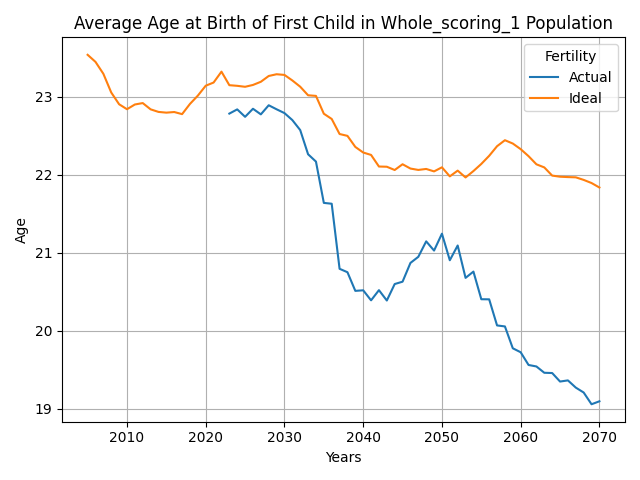 Average Age at Birth of First Child in Whole_scoring_1 Population
Fertility
Actual
Ideal
23
22
21
20
19
Age
2010 2020 2030 2040 2050 2060 2070
Years